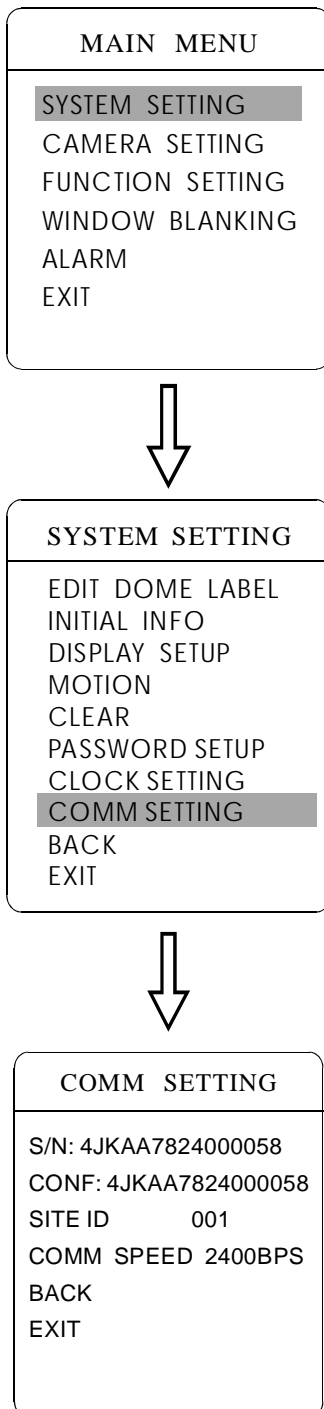 MAIN MENU
SYSTEM SETTING
CAMERA SETTING
FUNCTION SETTING
WINDOW BLANKING
ALARM
EXIT
SYSTEM SETTING
EDIT DOME LABEL
INITIAL INFO
DISPLAY SETUP
MOTION
CLEAR
PASSWORD SETUP
CLOCK SETTING
COMM SETTING
BACK
EXIT
COMM SETTING
S/N: 4JKAA7824000058
CONF: 4JKAA7824000058
SITE ID 001
COMM SPEED 2400BPS
BACK
EXIT